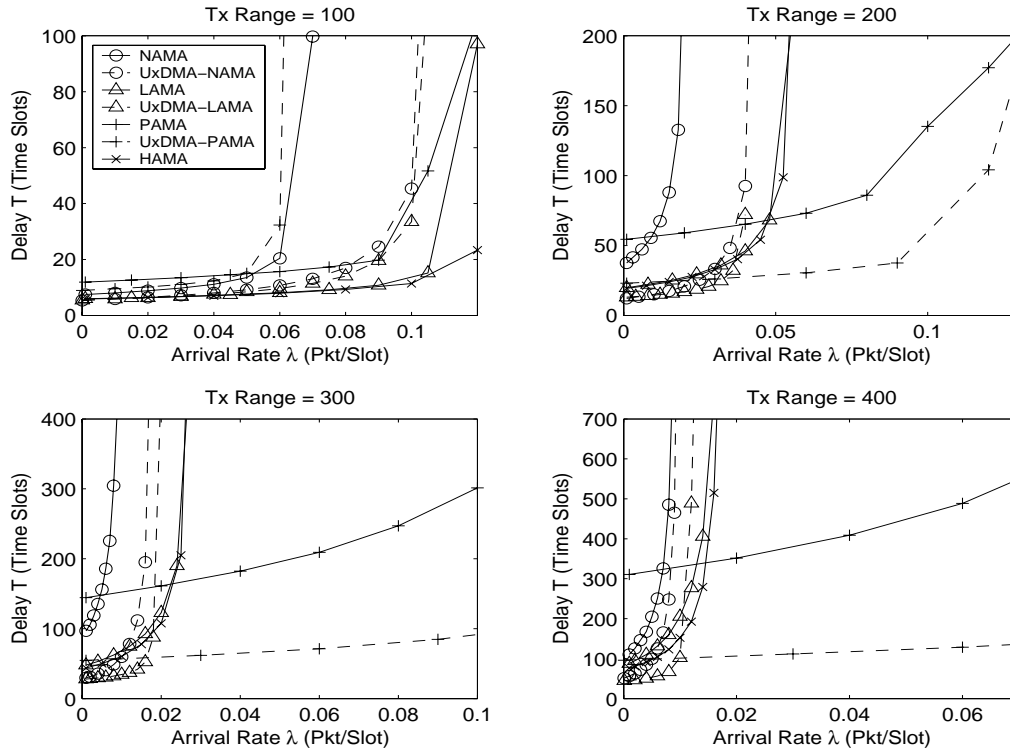 Tx Range = 100
100
80
60
40
20
0
0
0.02
0.04
0.06
0.08
0.1
Delay T (Time Slots)
Arrival Rate λ (Pkt/Slot)
NAMA
UxDMA−NAMA
LAMA
UxDMA−LAMA
PAMA
UxDMA−PAMA
HAMA
Tx Range = 200
200
150
100
50
0
0
0.05
0.1
Delay T (Time Slots)
Arrival Rate λ (Pkt/Slot)
Tx Range = 300
400
300
200
100
0
0
0.02
0.04
0.06
0.08
0.1
Delay T (Time Slots)
Arrival Rate λ (Pkt/Slot)
Tx Range = 400
700
600
500
400
300
200
100
0
0
0.02
0.04
0.06
Delay T (Time Slots)
Arrival Rate λ (Pkt/Slot)